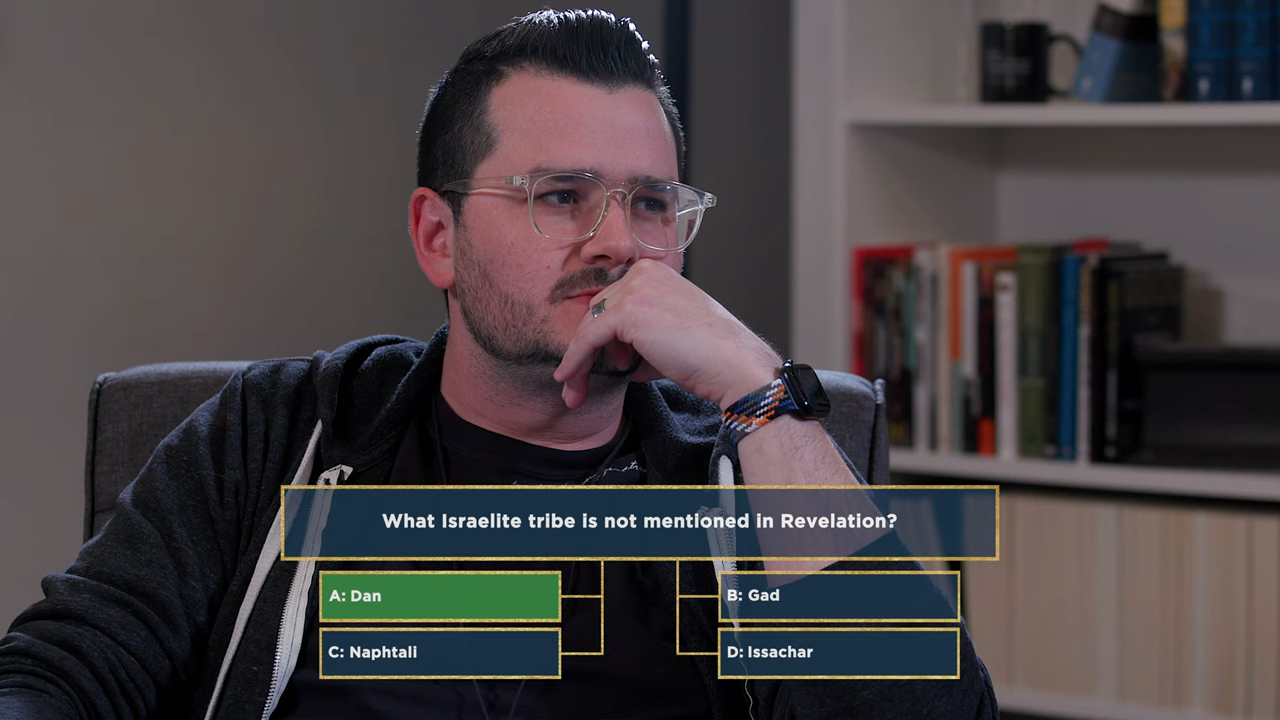 What Israelite tribe is not mentioned in Revelation?
A: Dan
B: Gad
C: Naphtali
D: Issachar